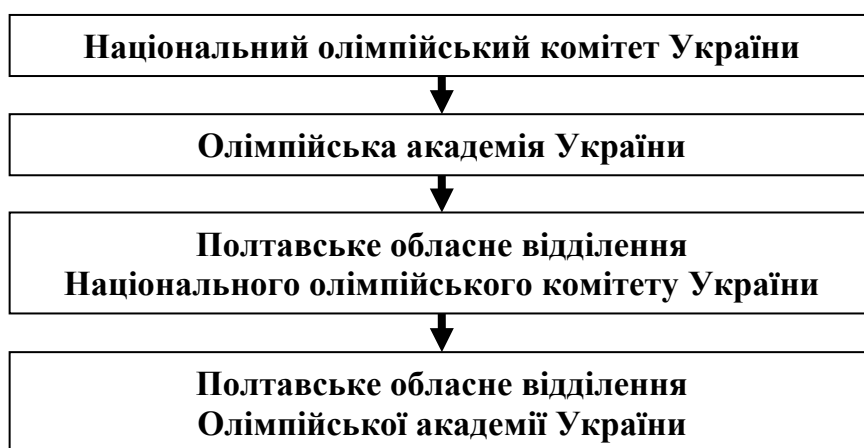 Національний олімпійський комітет України
Олімпійська академія України
Полтавське обласне відділення
Національного олімпійського комітету України
Полтавське обласне відділення
Олімпійської академії України